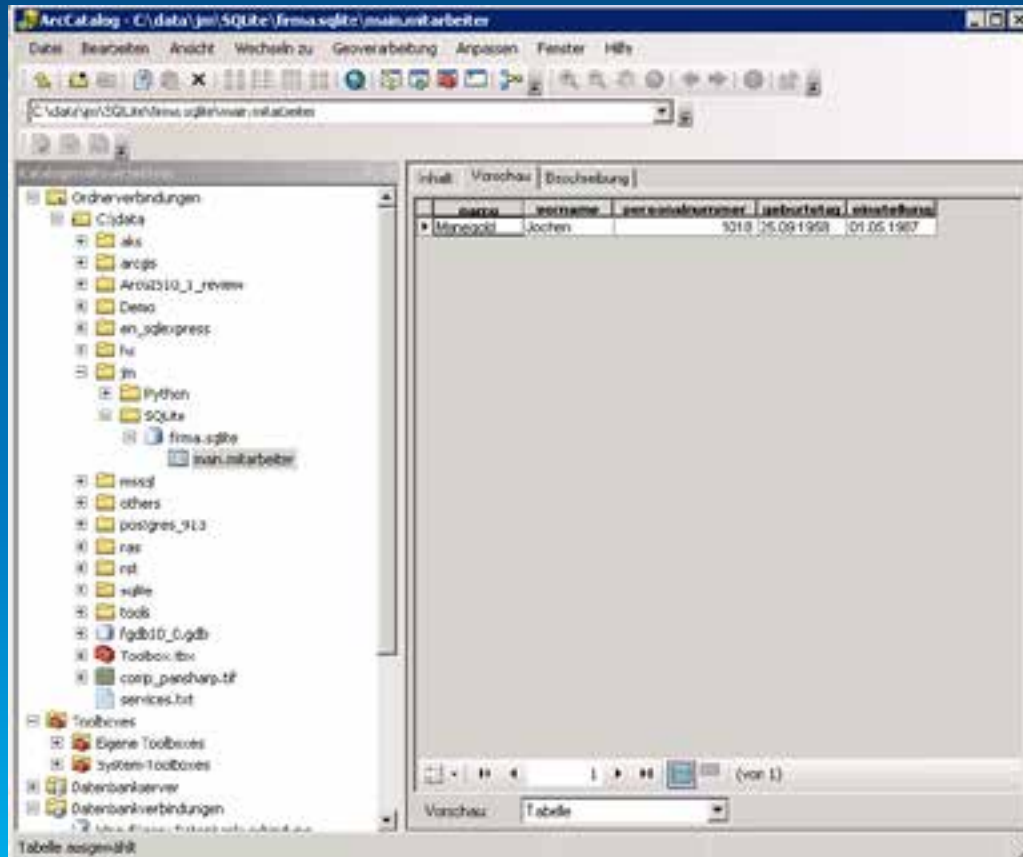 ArcCatalog - C:\data\jm\SQLite\firma.sqlite\main.mitarbeiter
Datei Bearbeiten Ansicht Wechseln zu Geoverarbeitung Anpassen Fenster Hilfe
C:\data\jm\SQLite\firma.sqlite\main.mitarbeiter
Inhalt Vorschau Beschreibung
name vorname personalnummer geburtstag einstellung
Manegold Jochen 1018 25.09.1958 01.05.1987
Ordnerverbindungen
C:\data
aks
arcgis
ArcGIS10_1_review
Demo
en_sqlexpress
jm
Python
SQLite
firma.sqlite
main.mitarbeiter
mssql
others
postgres_913
ras
rst
sqlite
tools
fgdb10_0.gdb
Toolbox.tbx
comp_pansharp.tif
services.txt
Toolboxes
Eigene Toolboxes
System-Toolboxes
Datenbankserver
Datenbankverbindungen
1 (von 1)
Vorschau: Tabelle
Tabelle ausgewählt